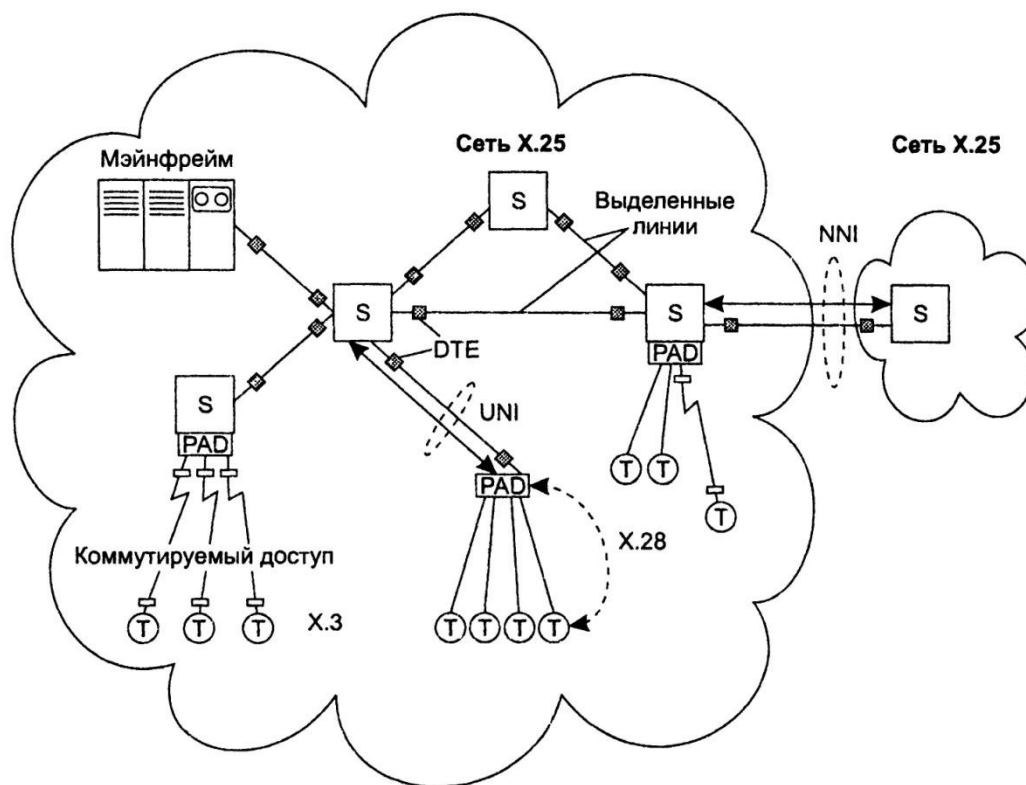 Сеть X.25
Сеть X.25
Мэйнфрейм
S
Выделенные
линии
NNI
S
S
S
DTE
PAD
S
UNI
PAD
PAD
T
T
T
X.28
Коммутируемый доступ
T
T
T
X.3
T
T
T
T